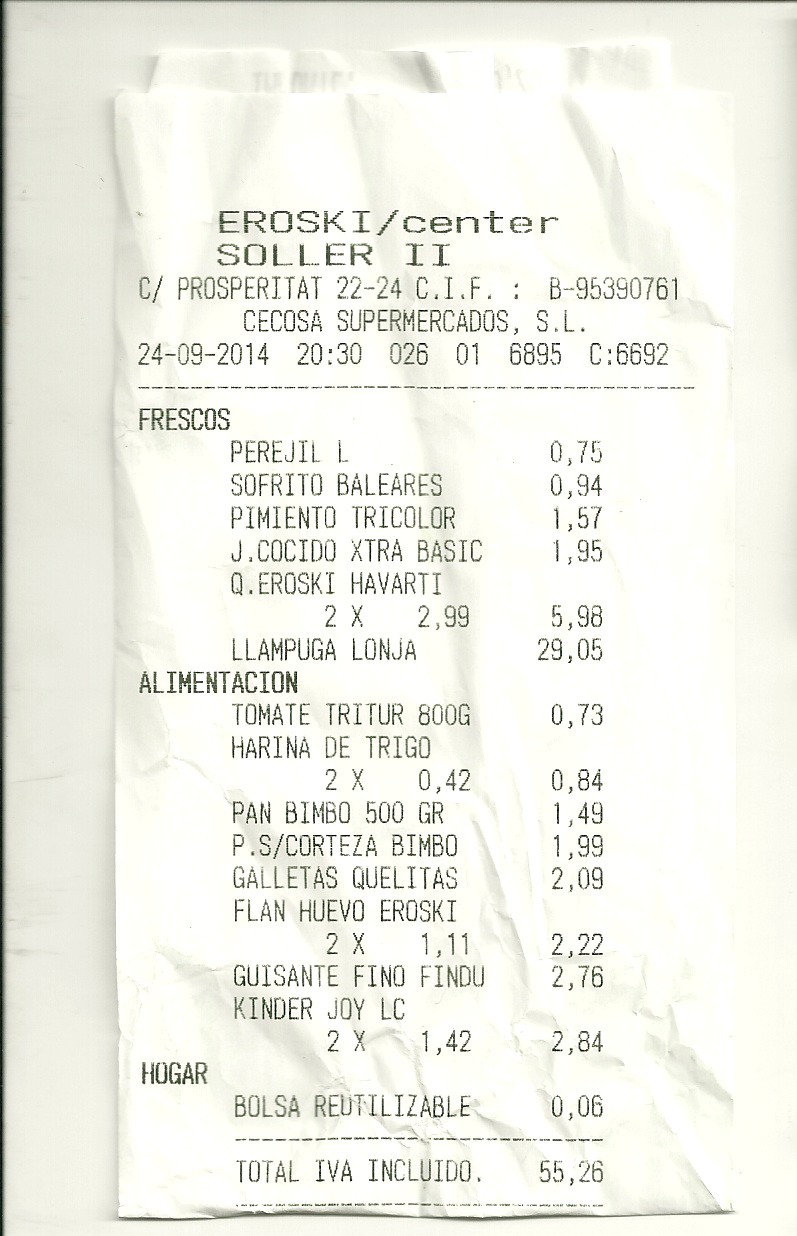 EROSKI/center
SOLLER II
C/ PROSPERITAT 22-24 C.I.F. : B-95390761
CECOSA SUPERMERCADOS, S.L.
24-09-2014 20:30 026 01 6895 C:6692
FRESCOS
PEREJIL L 0,75
SOFRITO BALEARES 0,94
PIMIENTO TRICOLOR 1,57
J.COCIDO XTRA BASIC 1,95
Q.EROSKI HAVARTI
2 X 2,99 5,98
LLAMPUGA LONJA 29,05
ALIMENTACION
TOMATE TRITUR 800G 0,73
HARINA DE TRIGO
2 X 0,42 0,84
PAN BIMBO 500 GR 1,49
P.S/CORTEZA BIMBO 1,99
GALLETAS QUELITAS 2,09
FLAN HUEVO EROSKI
2 X 1,11 2,22
GUISANTE FINO FINDU 2,76
KINDER JOY LC
2 X 1,42 2,84
HOGAR
BOLSA REUTILIZABLE 0,06
TOTAL IVA INCLUIDO. 55,26